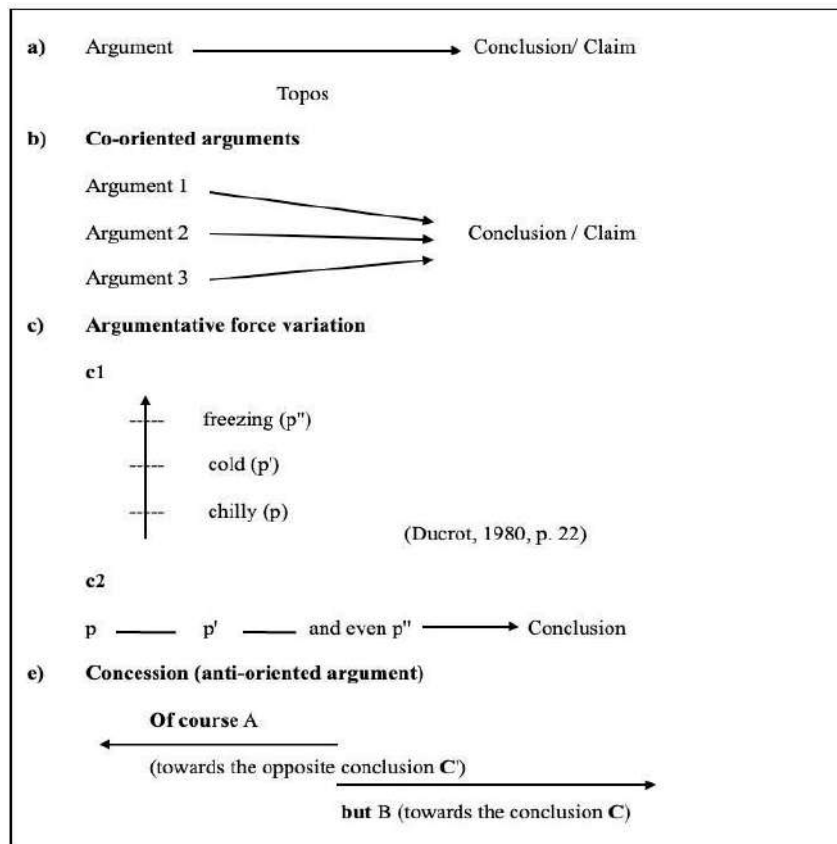 a) Argument Conclusion/ Claim
Topos
b) Co-oriented arguments
Argument 1
Argument 2 Conclusion / Claim
Argument 3
c) Argumentative force variation
c1
freezing (p")
cold (p')
chilly (p)
(Ducrot, 1980, p. 22)
c2
p p' and even p" Conclusion
e) Concession (anti-oriented argument)
Of course A
(towards the opposite conclusion C')
but B (towards the conclusion C)